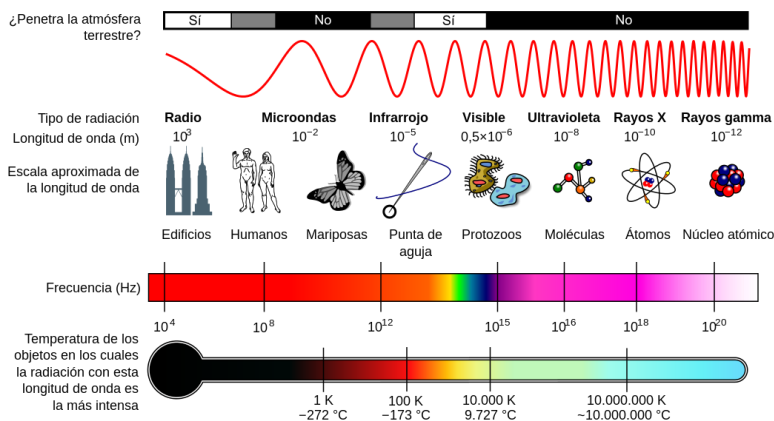 ¿Penetra la atmósfera
terrestre?
Sí No Sí No
Tipo de radiación
Radio Microondas Infrarrojo Visible Ultravioleta Rayos X Rayos gamma
Longitud de onda (m)
10³ 10⁻² 10⁻⁵ 0,5×10⁻⁶ 10⁻⁸ 10⁻¹⁰ 10⁻¹²
Escala aproximada de
la longitud de onda
Edificios Humanos Mariposas Punta de Protozoos Moléculas Átomos Núcleo atómico
aguja
Frecuencia (Hz)
10⁴ 10⁸ 10¹² 10¹⁵ 10¹⁶ 10¹⁸ 10²⁰
Temperatura de los
objetos en los cuales
la radiación con esta
longitud de onda es
la más intensa
1 K 100 K 10.000 K 10.000.000 K
−272 °C −173 °C 9.727 °C ~10.000.000 °C